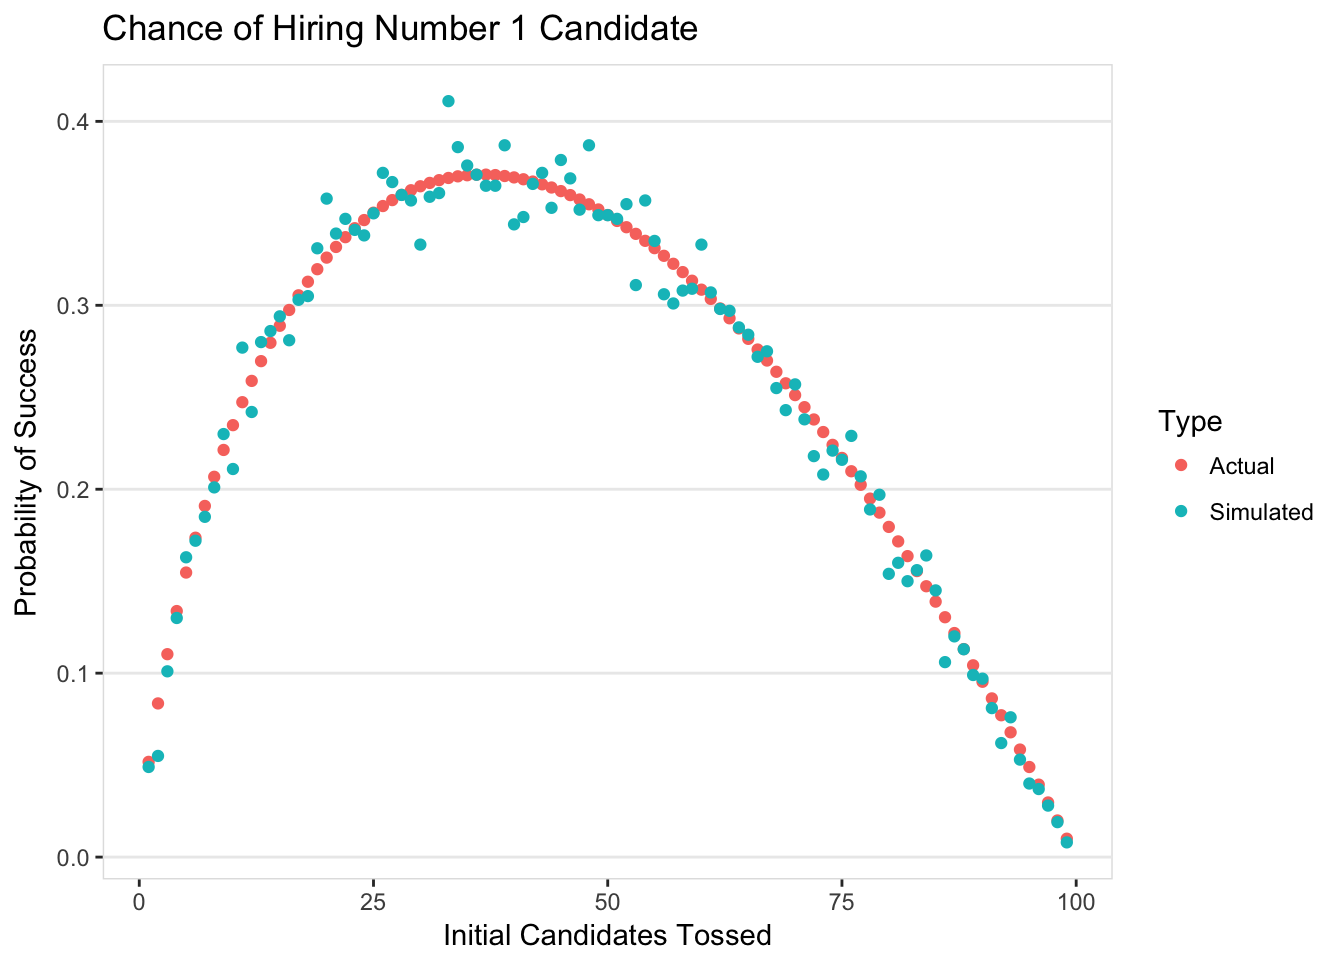 Chance of Hiring Number 1 Candidate
0.4
0.3
0.2
0.1
0.0
Probability of Success
0 25 50 75 100
Initial Candidates Tossed
Type
Actual
Simulated